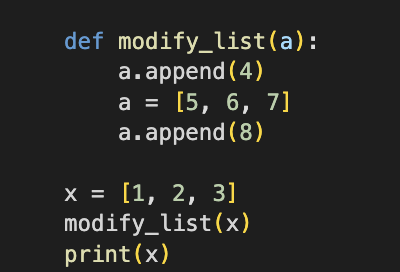 def modify_list(a):
    a.append(4)
    a = [5, 6, 7]
    a.append(8)

x = [1, 2, 3]
modify_list(x)
print(x)